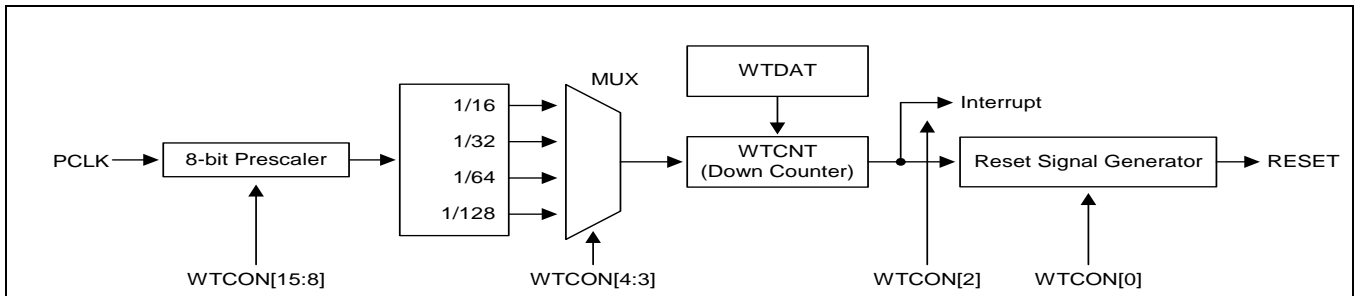 MUX
WTDAT
1/16
Interrupt
1/32
PCLK
8-bit Prescaler
WTCNT
(Down Counter)
Reset Signal Generator
RESET
1/64
1/128
WTCON[15:8]
WTCON[4:3]
WTCON[2]
WTCON[0]